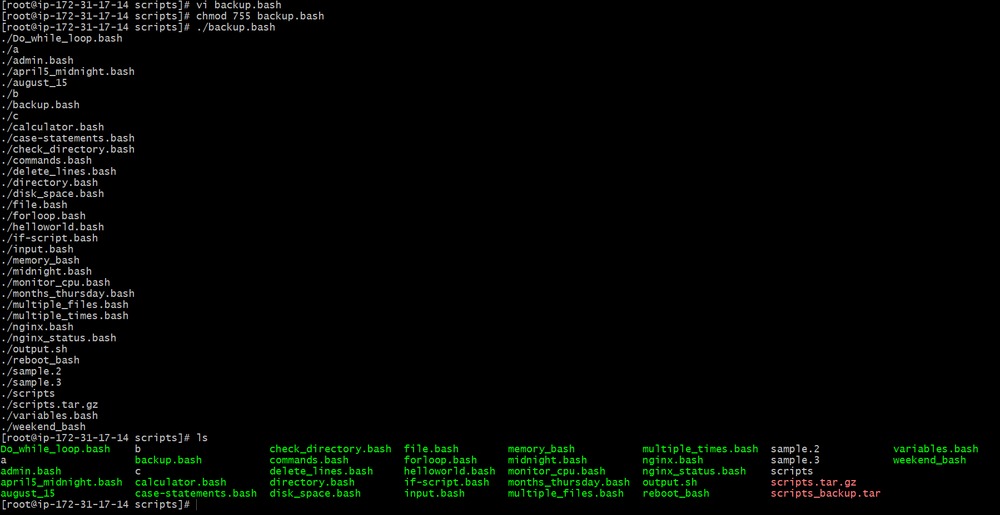 [root@ip-172-31-17-14 scripts]# vi backup.bash
[root@ip-172-31-17-14 scripts]# chmod 755 backup.bash
[root@ip-172-31-17-14 scripts]# ./backup.bash
./Do_while_loop.bash
./a
./admin.bash
./april5_midnight.bash
./august_15
./b
./backup.bash
./c
./calculator.bash
./case-statements.bash
./check_directory.bash
./commands.bash
./delete_lines.bash
./directory.bash
./disk_space.bash
./file.bash
./forloop.bash
./helloworld.bash
./if-script.bash
./input.bash
./memory_bash
./midnight.bash
./monitor_cpu.bash
./months_thursday.bash
./multiple_files.bash
./multiple_times.bash
./nginx.bash
./nginx_status.bash
./output.sh
./reboot_bash
./sample.2
./sample.3
./scripts
./scripts.tar.gz
./variables.bash
./weekend_bash
[root@ip-172-31-17-14 scripts]# ls
Do_while_loop.bash    b                     check_directory.bash  file.bash        memory_bash           multiple_times.bash  sample.2            variables.bash
a                     backup.bash           commands.bash         forloop.bash     midnight.bash         nginx.bash           sample.3            weekend_bash
admin.bash            c                     delete_lines.bash     helloworld.bash  monitor_cpu.bash      nginx_status.bash    scripts
april5_midnight.bash  calculator.bash       directory.bash        if-script.bash   months_thursday.bash  output.sh            scripts.tar.gz
august_15             case-statements.bash  disk_space.bash       input.bash       multiple_files.bash   reboot_bash          scripts_backup.tar
[root@ip-172-31-17-14 scripts]#